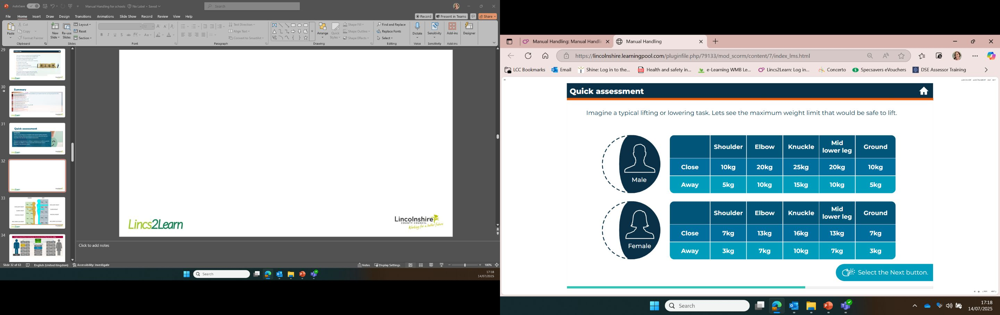 AutoSave
Manual Handling for schools
No Label • Saved
Search
File Home Insert Draw Design Transitions Animations Slide Show Record Review View Help
Record Present in Teams Share
Paste
Cut
Copy
Format Painter
Clipboard
New Slide
Re-use Slides
Layout
Reset
Section
Slides
Font
Text Direction
Align Text
Convert to SmartArt
Paragraph
Arrange
Quick Styles
Shape Fill
Shape Outline
Shape Effects
Drawing
Find and Replace
Replace Fonts
Select
Editing
Dictate
Voice
Sensitivity
Sensitivity
Add-ins
Add-ins
Designer
29
RISK
30
Summary
31
Quick assessment
32
33
34
Lincs2Learn
Lincolnshire
COUNTY COUNCIL
Working for a better future
Click to add notes
Slide 32 of 63 English (United Kingdom) Accessibility: Investigate
Notes Display Settings 100%
Search
17:18
14/07/2025
Manual Handling: Manual Handli
Manual Handling
https://lincolnshire.learningpool.com/pluginfile.php/79133/mod_scorm/content/7/index_lms.html
LCC Bookmarks Email Shine: Log in to the... Health and safety in... e-Learning WMB Le... Lincs2Learn: Log in... Concerto Specsavers eVouchers DSE Assessor Training
Quick assessment
Imagine a typical lifting or lowering task. Lets see the maximum weight limit that would be safe to lift.
Male
Shoulder Elbow Knuckle Mid lower leg Ground
Close 10kg 20kg 25kg 20kg 10kg
Away 5kg 10kg 15kg 10kg 5kg
Female
Shoulder Elbow Knuckle Mid lower leg Ground
Close 7kg 13kg 16kg 13kg 7kg
Away 3kg 7kg 10kg 7kg 3kg
Select the Next button.
Search
17:18
14/07/2025